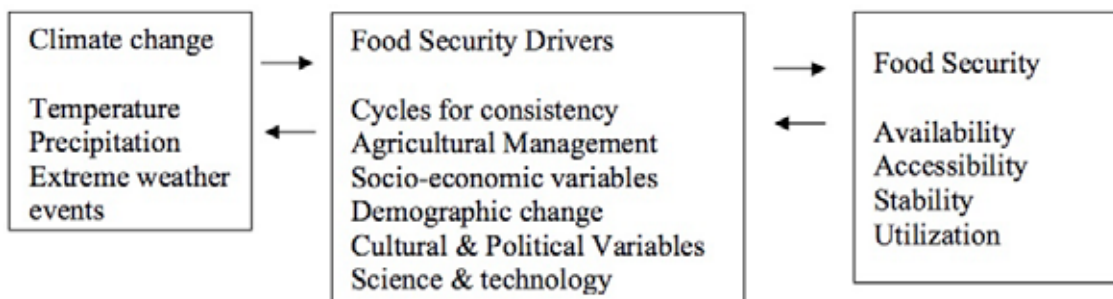 Climate change
Temperature
Precipitation
Extreme weather
events
Food Security Drivers
Cycles for consistency
Agricultural Management
Socio-economic variables
Demographic change
Cultural & Political Variables
Science & technology
Food Security
Availability
Accessibility
Stability
Utilization